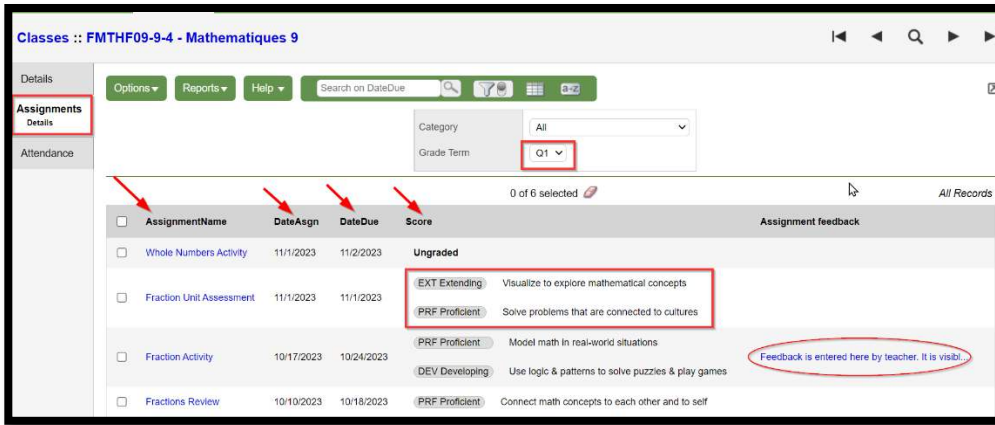 Classes :: FMTHF09-9-4 - Mathematiques 9
Details
Assignments
Details
Attendance
Options Reports Help Search on DateDue a-z
Category All
Grade Term Q1
0 of 6 selected All Records
AssignmentName DateAsgn DateDue Score Assignment feedback
Whole Numbers Activity 11/1/2023 11/2/2023 Ungraded
EXT Extending Visualize to explore mathematical concepts
Fraction Unit Assessment 11/1/2023 11/1/2023
PRF Proficient Solve problems that are connected to cultures
PRF Proficient Model math in real-world situations
Fraction Activity 10/17/2023 10/24/2023 Feedback is entered here by teacher. It is visibl...
DEV Developing Use logic & patterns to solve puzzles & play games
Fractions Review 10/10/2023 10/18/2023 PRF Proficient Connect math concepts to each other and to self